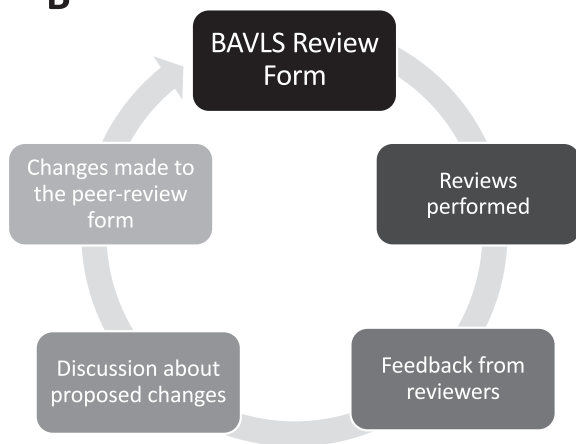 B
BAVLS Review
Form
Reviews
performed
Feedback from
reviewers
Discussion about
proposed changes
Changes made to
the peer-review
form